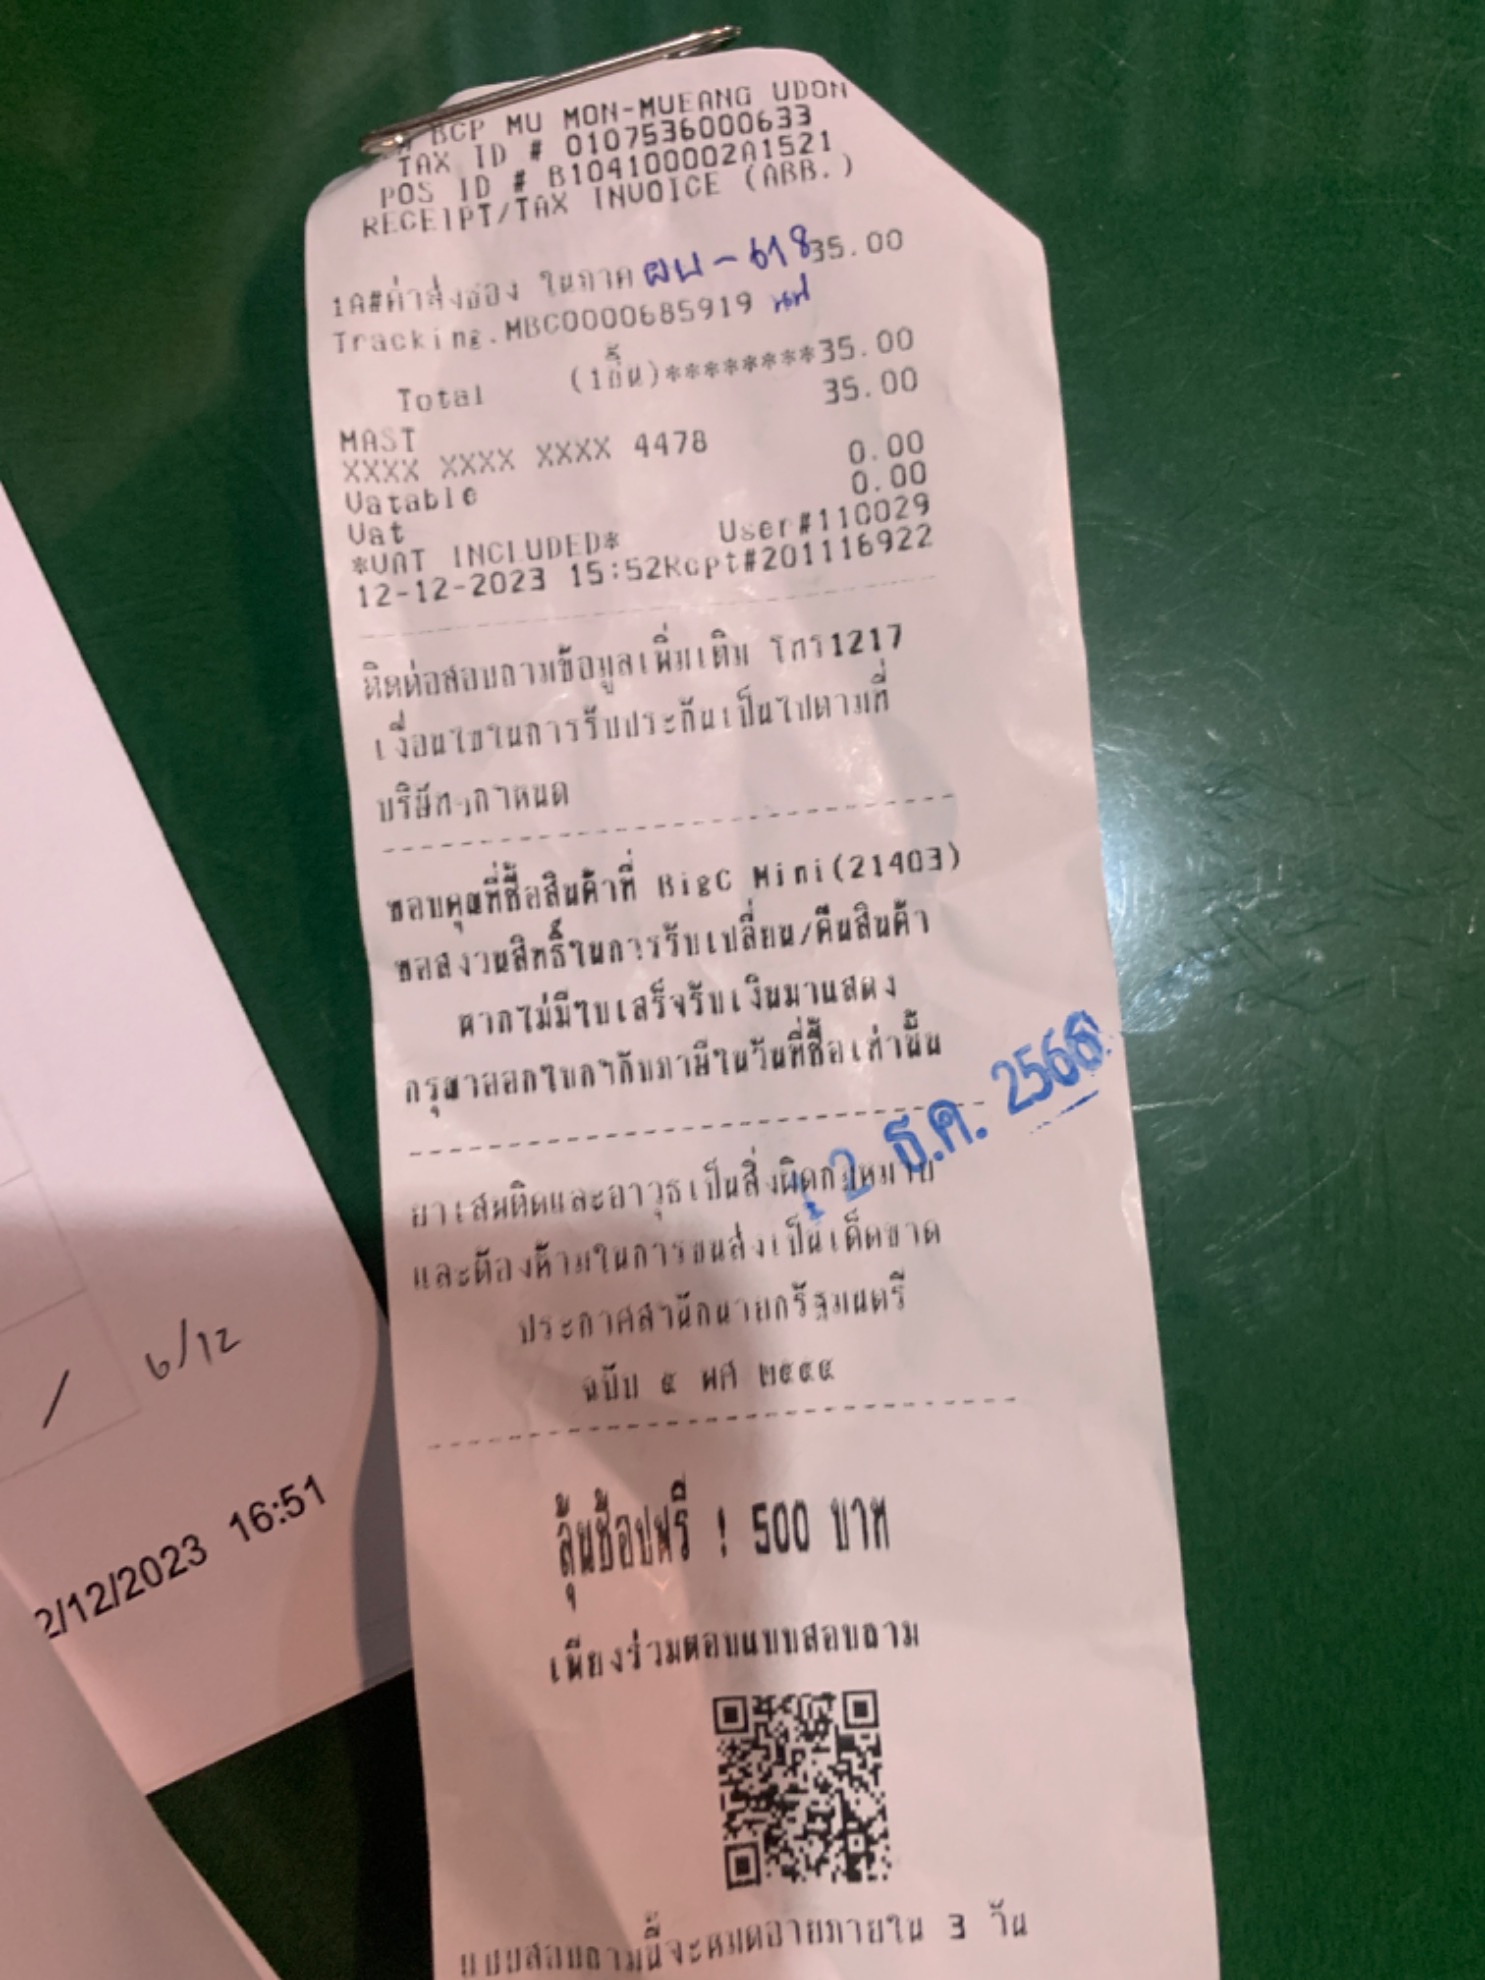 BCP MU MON-MUEANG UDON
TAX ID # 0107536000633
POS ID # B104100002A1521
RECEIPT/TAX INVOICE (ABB.)
1A#ค่าส่งของ ในภาค ผบ-618 35.00
Tracking.MBC0000685919
Total (1ชิ้น)********35.00
35.00
MAST
XXXX XXXX XXXX 4478
Vatable 0.00
Vat 0.00
*VAT INCLUDED* User#110029
12-12-2023 15:52Rcpt#201116922
ติดต่อสอบถามข้อมูลเพิ่มเติม โทร1217
เงื่อนไขในการรับประกันเป็นไปตามที่
บริษัทฯกำหนด
ขอบคุณที่ซื้อสินค้าที่ BigC Mini(21403)
ขอสงวนสิทธิ์ในการรับเปลี่ยน/คืนสินค้า
หากไม่มีใบเสร็จรับเงินมาแสดง
กรุณาออกใบกำกับภาษีในวันที่ซื้อเท่านั้น
12 ธ.ค. 2566
ยาเสพติดและอาวุธเป็นสิ่งผิดกฎหมาย
และต้องห้ามในการขนส่งเป็นเด็ดขาด
ประกาศสำนักนายกรัฐมนตรี
ฉบับ ๕ พศ ๒๕๕๕
ลุ้นช้อปฟรี ! 500 บาท
เพียงร่วมตอบแบบสอบถาม
แบบสอบถามนี้จะหมดอายุภายใน 3 วัน
/ 6/12
2/12/2023 16:51